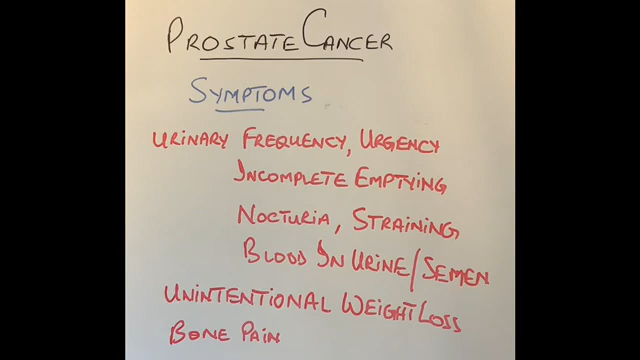 PROSTATE CANCER
SYMPTOMS
URINARY FREQUENCY, URGENCY
INCOMPLETE EMPTYING
NOCTURIA, STRAINING
BLOOD IN URINE/SEMEN
UNINTENTIONAL WEIGHT LOSS
BONE PAIN